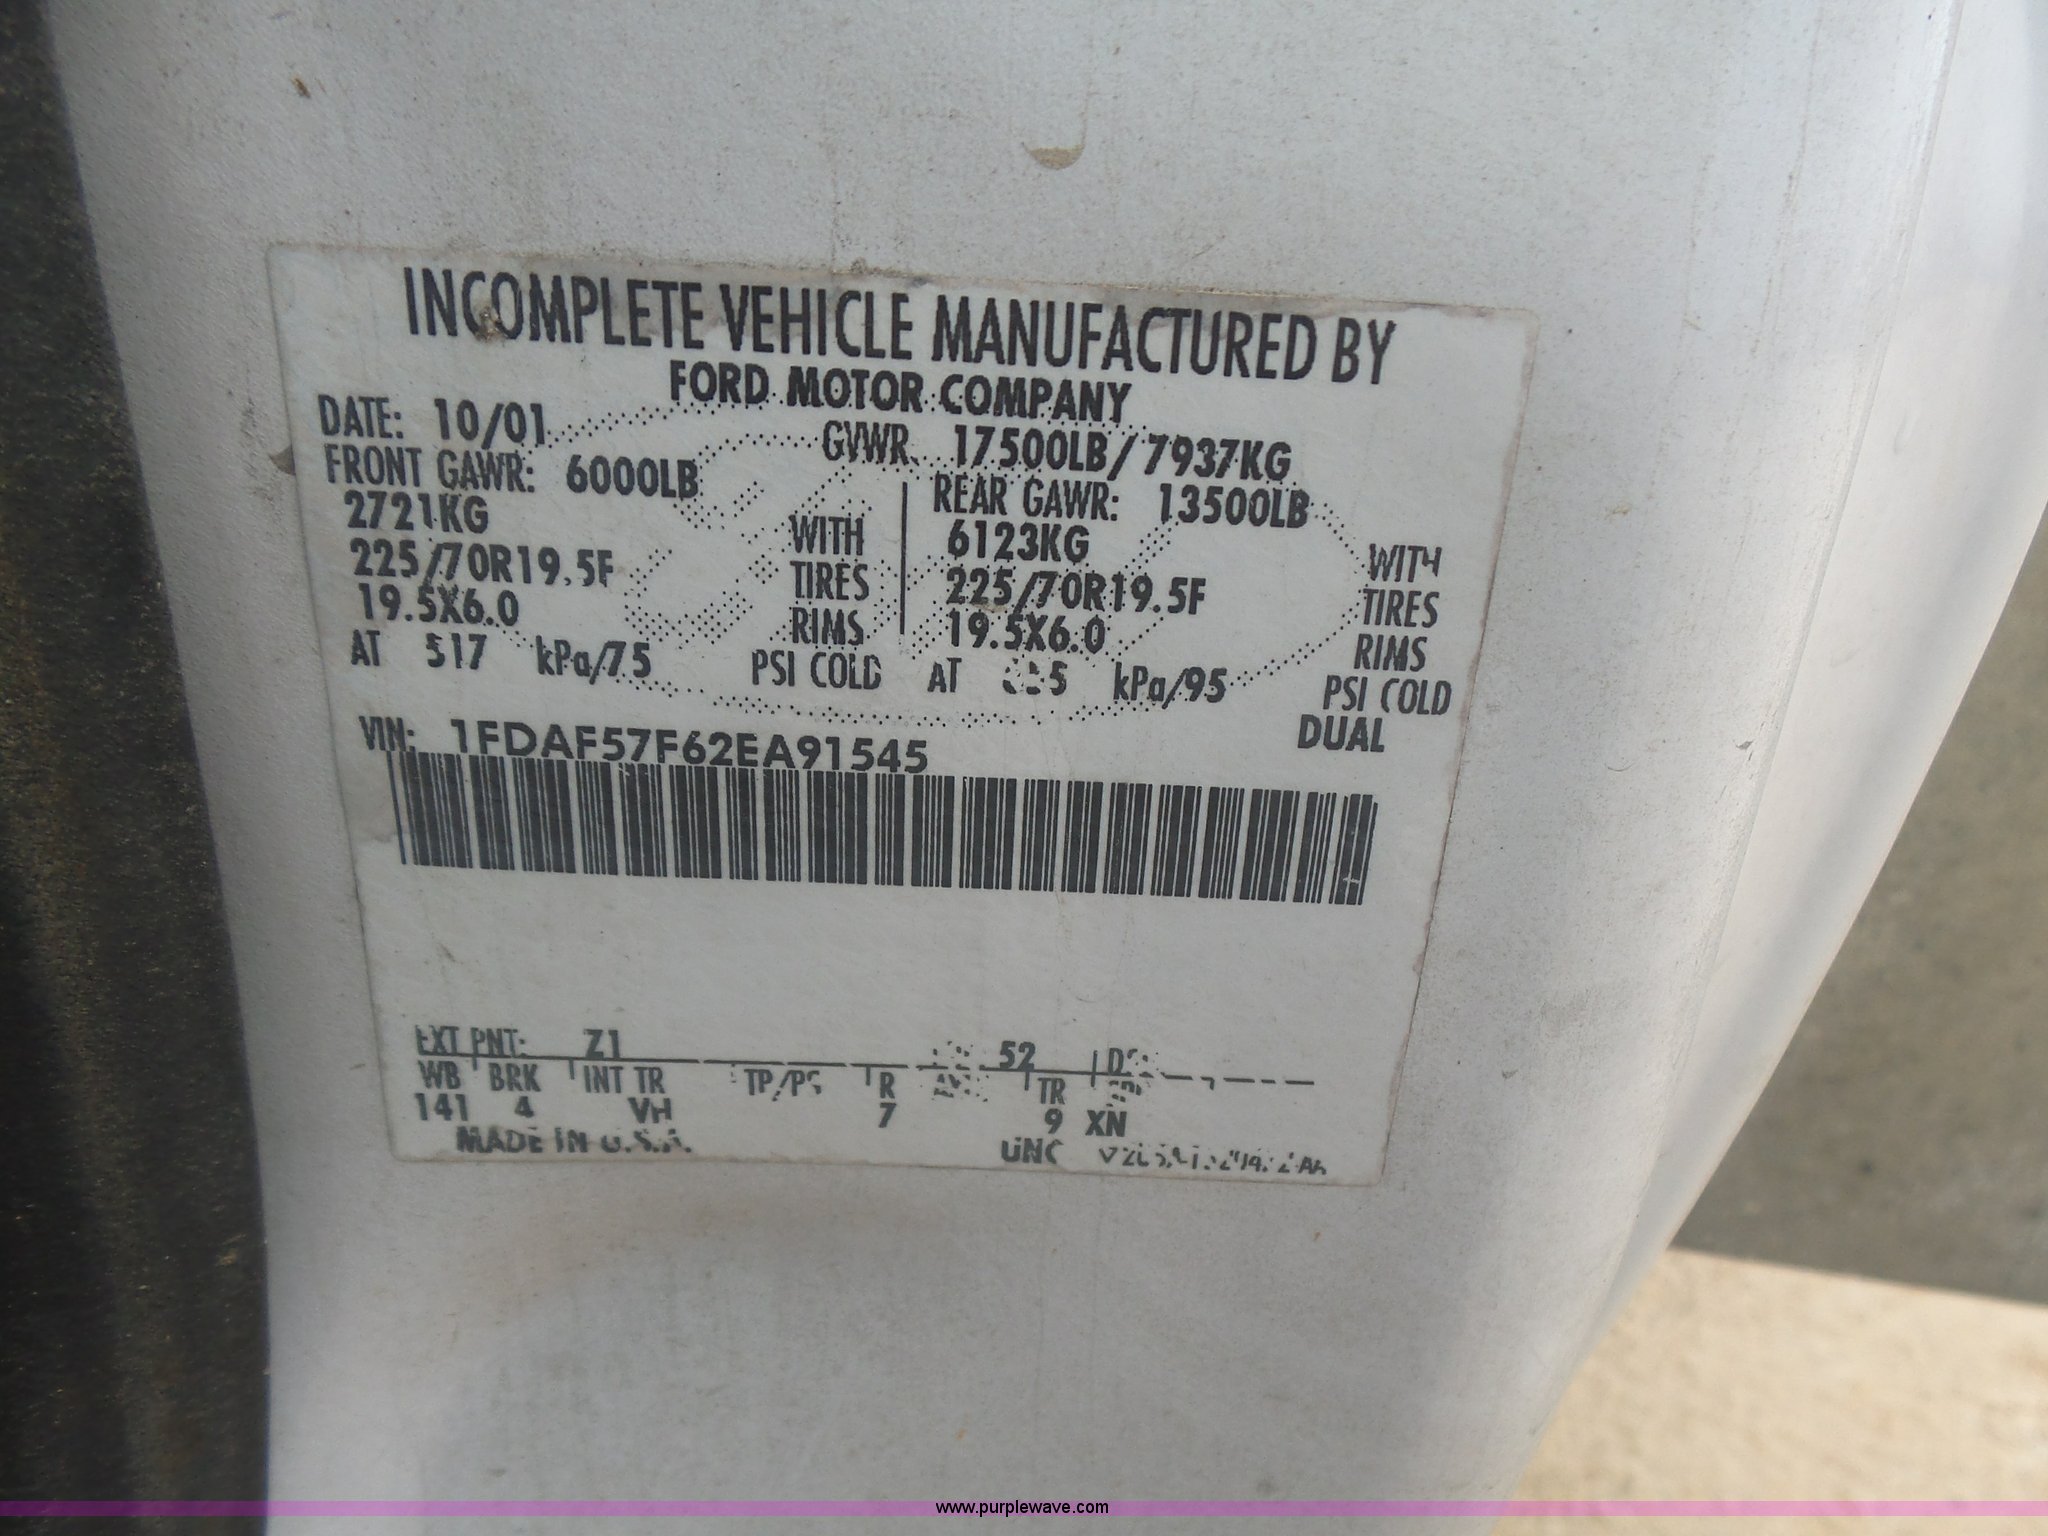 INCOMPLETE VEHICLE MANUFACTURED BY
FORD MOTOR COMPANY
DATE: 10/01 GVWR 17500LB/7937KG
FRONT GAWR: 6000LB REAR GAWR: 13500LB
2721KG WITH 6123KG WITH
225/70R19.5F TIRES 225/70R19.5F TIRES
19.5X6.0 RIMS 19.5X6.0 RIMS
AT 517 kPa/75 PSI COLD AT kPa/95 PSI COLD
DUAL
VIN: 1FDAF57F62EA91545
EXT PNT: Z1 52
WB BRK INT TR TP/PS R TR
141 4 VH 7 9 XN
MADE IN U.S.A. UNC
www.purplewave.com